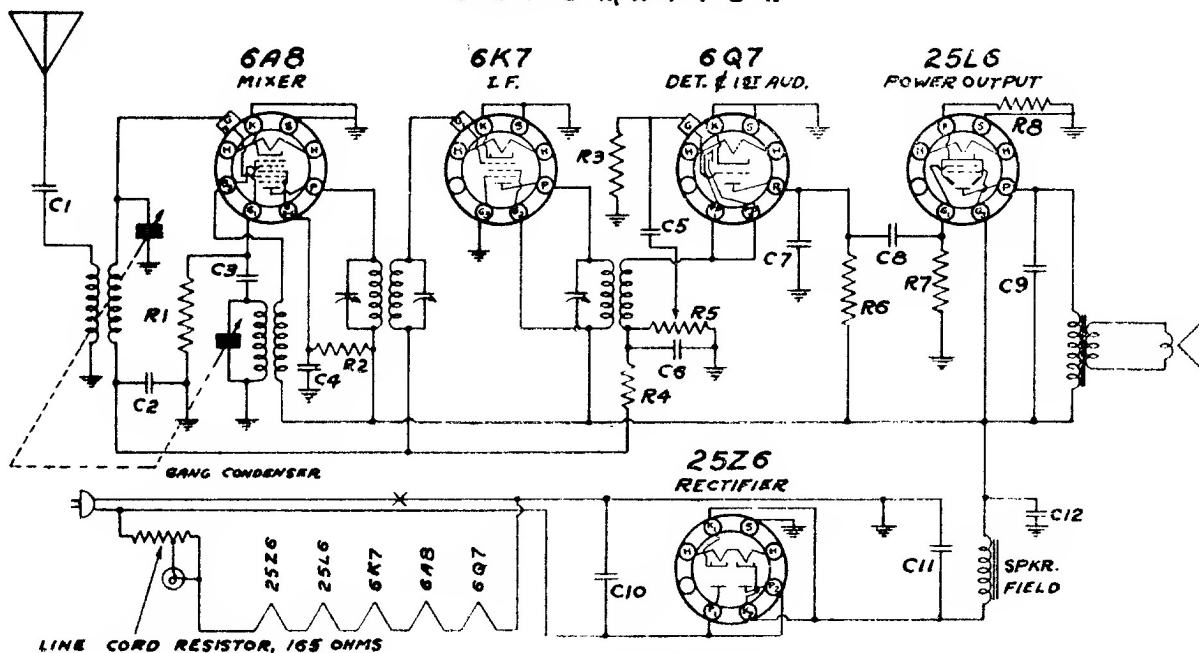 6A8
MIXER
6K7
I.F.
6Q7
DET. & 1ST AUD.
25L6
POWER OUTPUT
R8
C1
R3
C5
C7
C8
R7
C3
R1
R6
C9
R5
R2
C4
C6
C2
R4
GANG CONDENSER
25Z6
RECTIFIER
C12
25Z6
25L6
6K7
6A8
6Q7
C10
C11
SPKR.
FIELD
LINE CORD RESISTOR, 165 OHMS